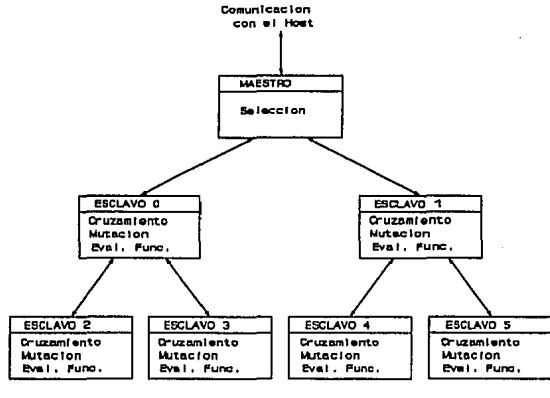 Comunicacion
con el Host
MAESTRO
Seleccion
ESCLAVO 0
Cruzamiento
Mutacion
Eval. Func.
ESCLAVO 1
Cruzamiento
Mutacion
Eval. Func.
ESCLAVO 2
Cruzamiento
Mutacion
Eval. Func.
ESCLAVO 3
Cruzamiento
Mutacion
Eval. Func.
ESCLAVO 4
Cruzamiento
Mutacion
Eval. Func.
ESCLAVO 5
Cruzamiento
Mutacion
Eval. Func.